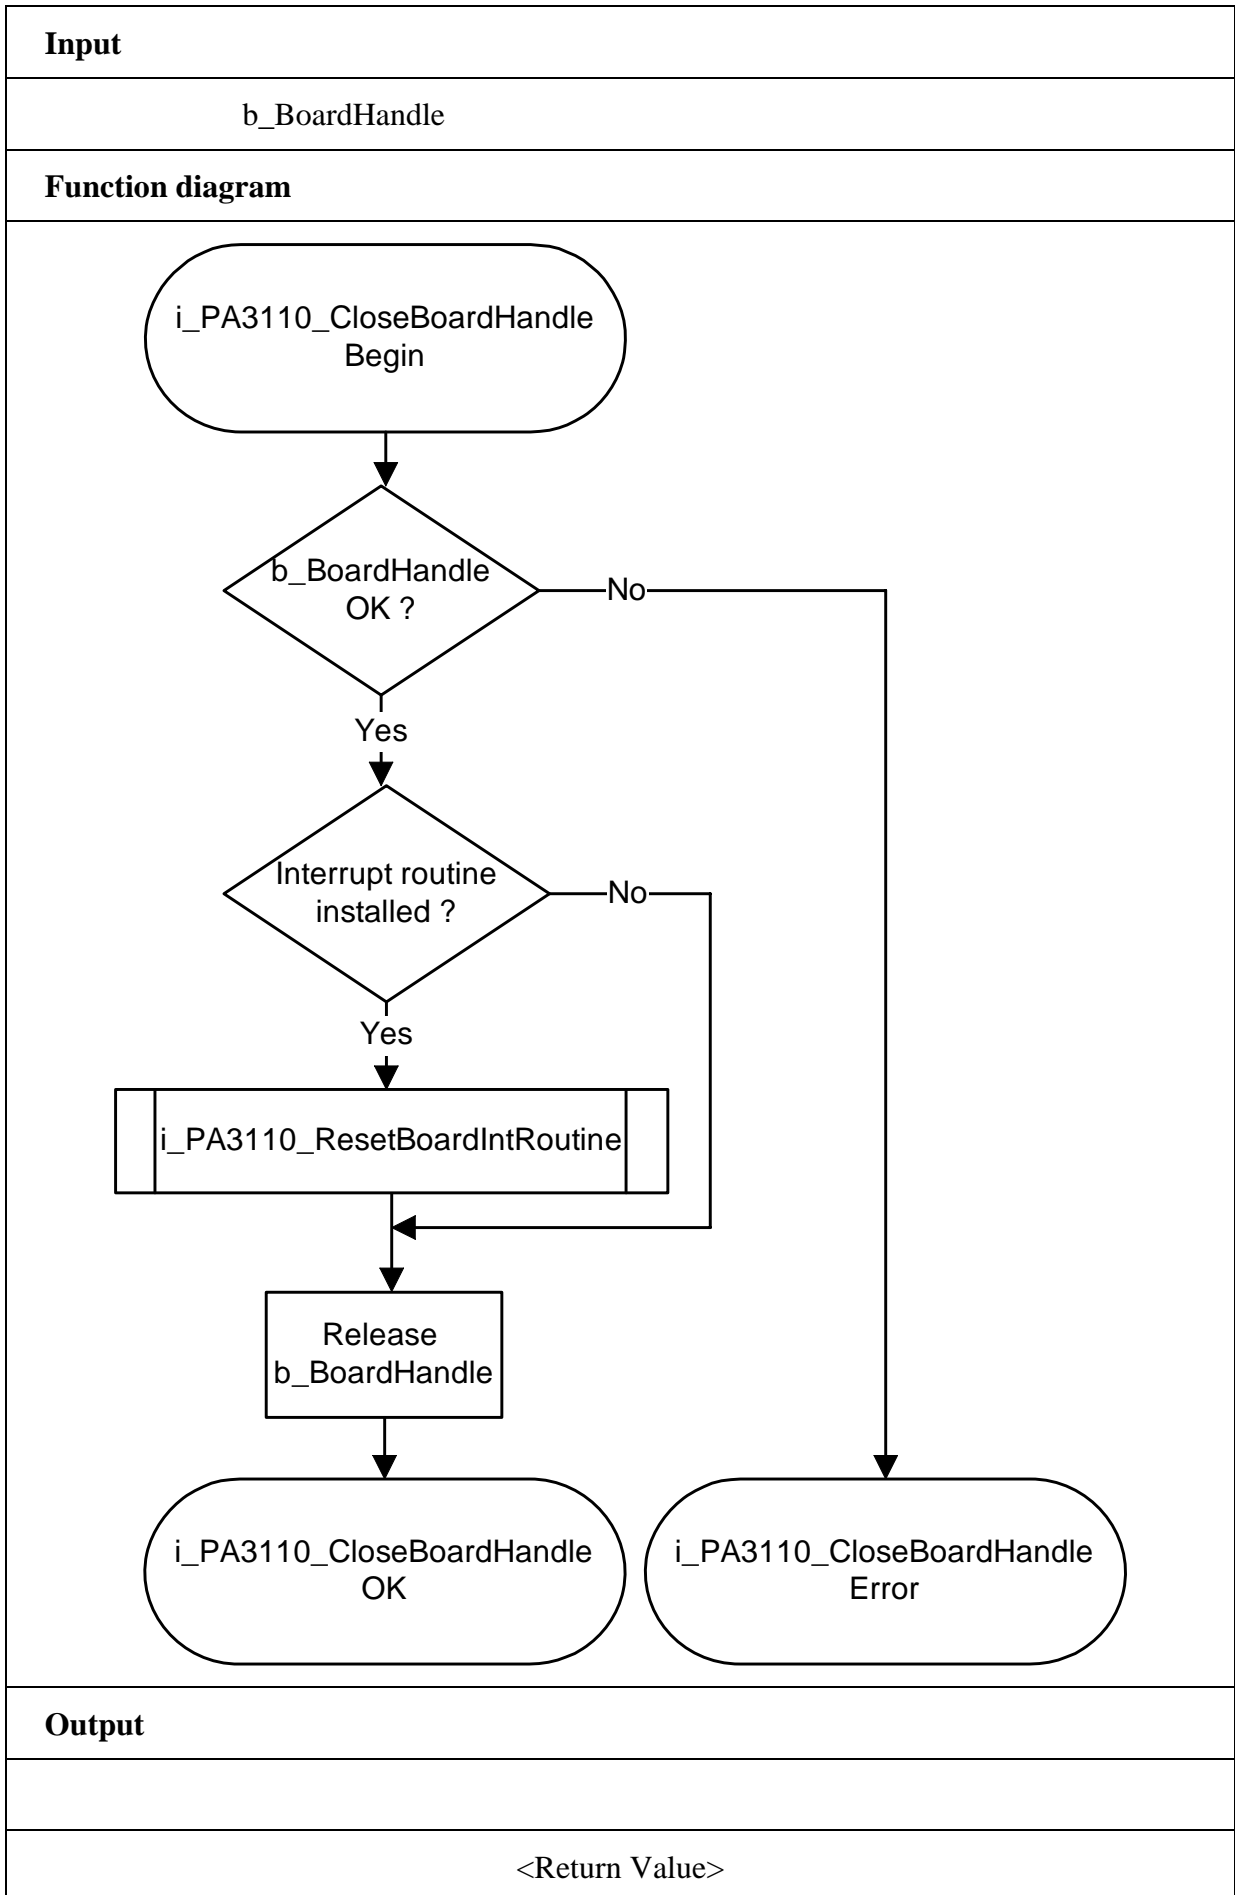 Input
b_BoardHandle
Function diagram
i_PA3110_CloseBoardHandle
Begin
b_BoardHandle
OK ?
No
Yes
Interrupt routine
installed ?
No
Yes
i_PA3110_ResetBoardIntRoutine
Release
b_BoardHandle
i_PA3110_CloseBoardHandle
OK
i_PA3110_CloseBoardHandle
Error
Output
<Return Value>